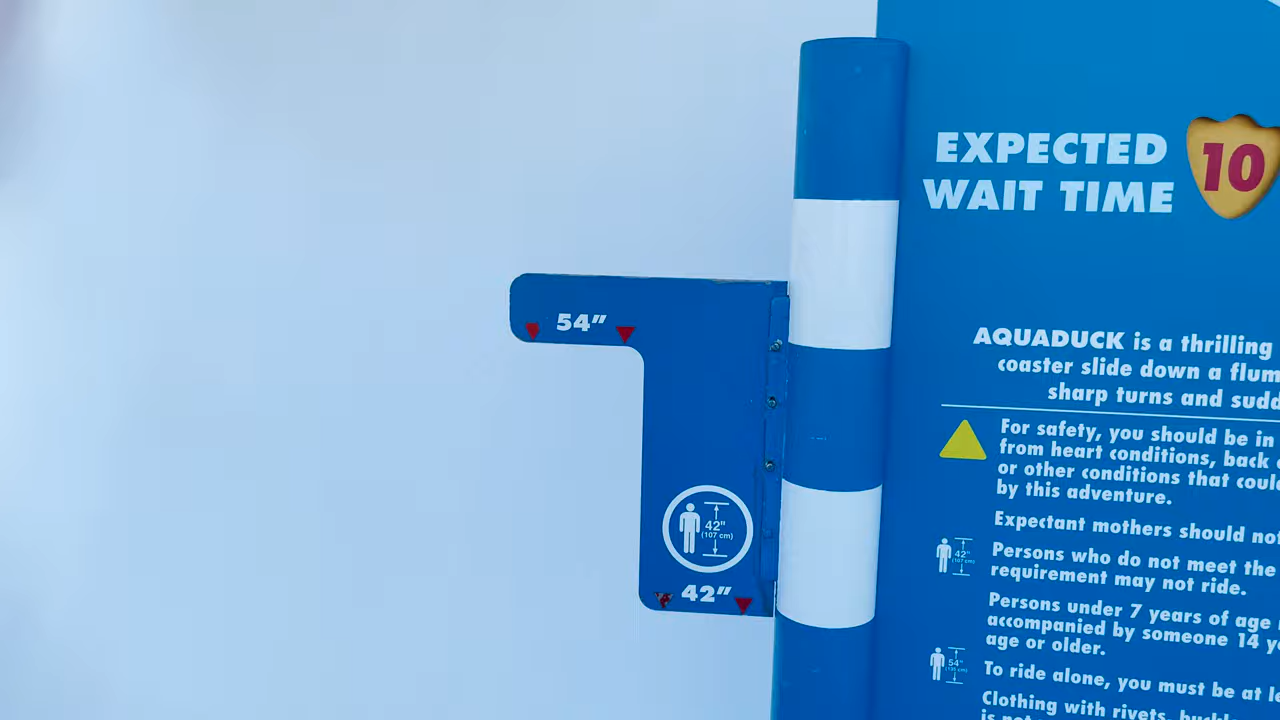 EXPECTED
WAIT TIME
10
54”
42"
(107 cm)
42”
AQUADUCK is a thrilling
coaster slide down a flum
sharp turns and sudd
For safety, you should be in
from heart conditions, back
or other conditions that coul
by this adventure.
Expectant mothers should not
42"
(107 cm)
Persons who do not meet the
requirement may not ride.
Persons under 7 years of age
accompanied by someone 14 y
age or older.
54"
To ride alone, you must be at l
Clothing with rivets,